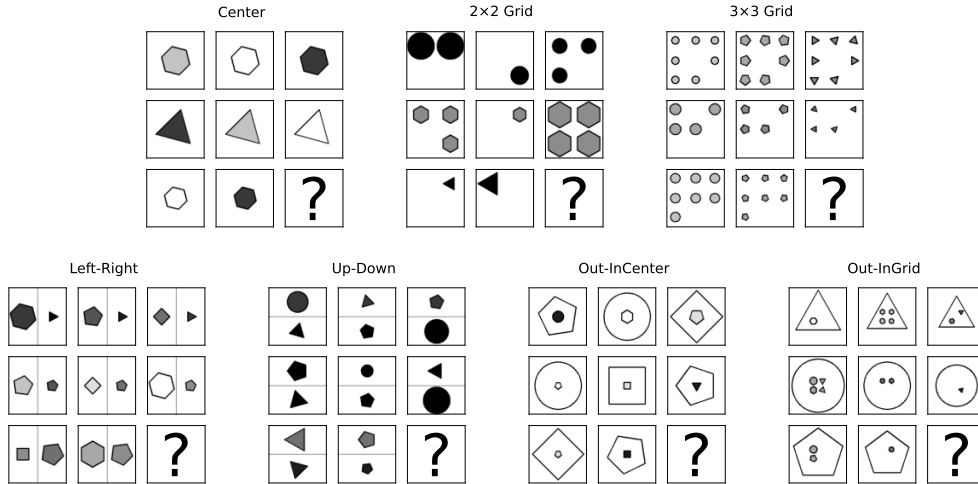 Center
2×2 Grid
3×3 Grid
?
?
?
Left-Right
Up-Down
Out-InCenter
Out-InGrid
?
?
?
?